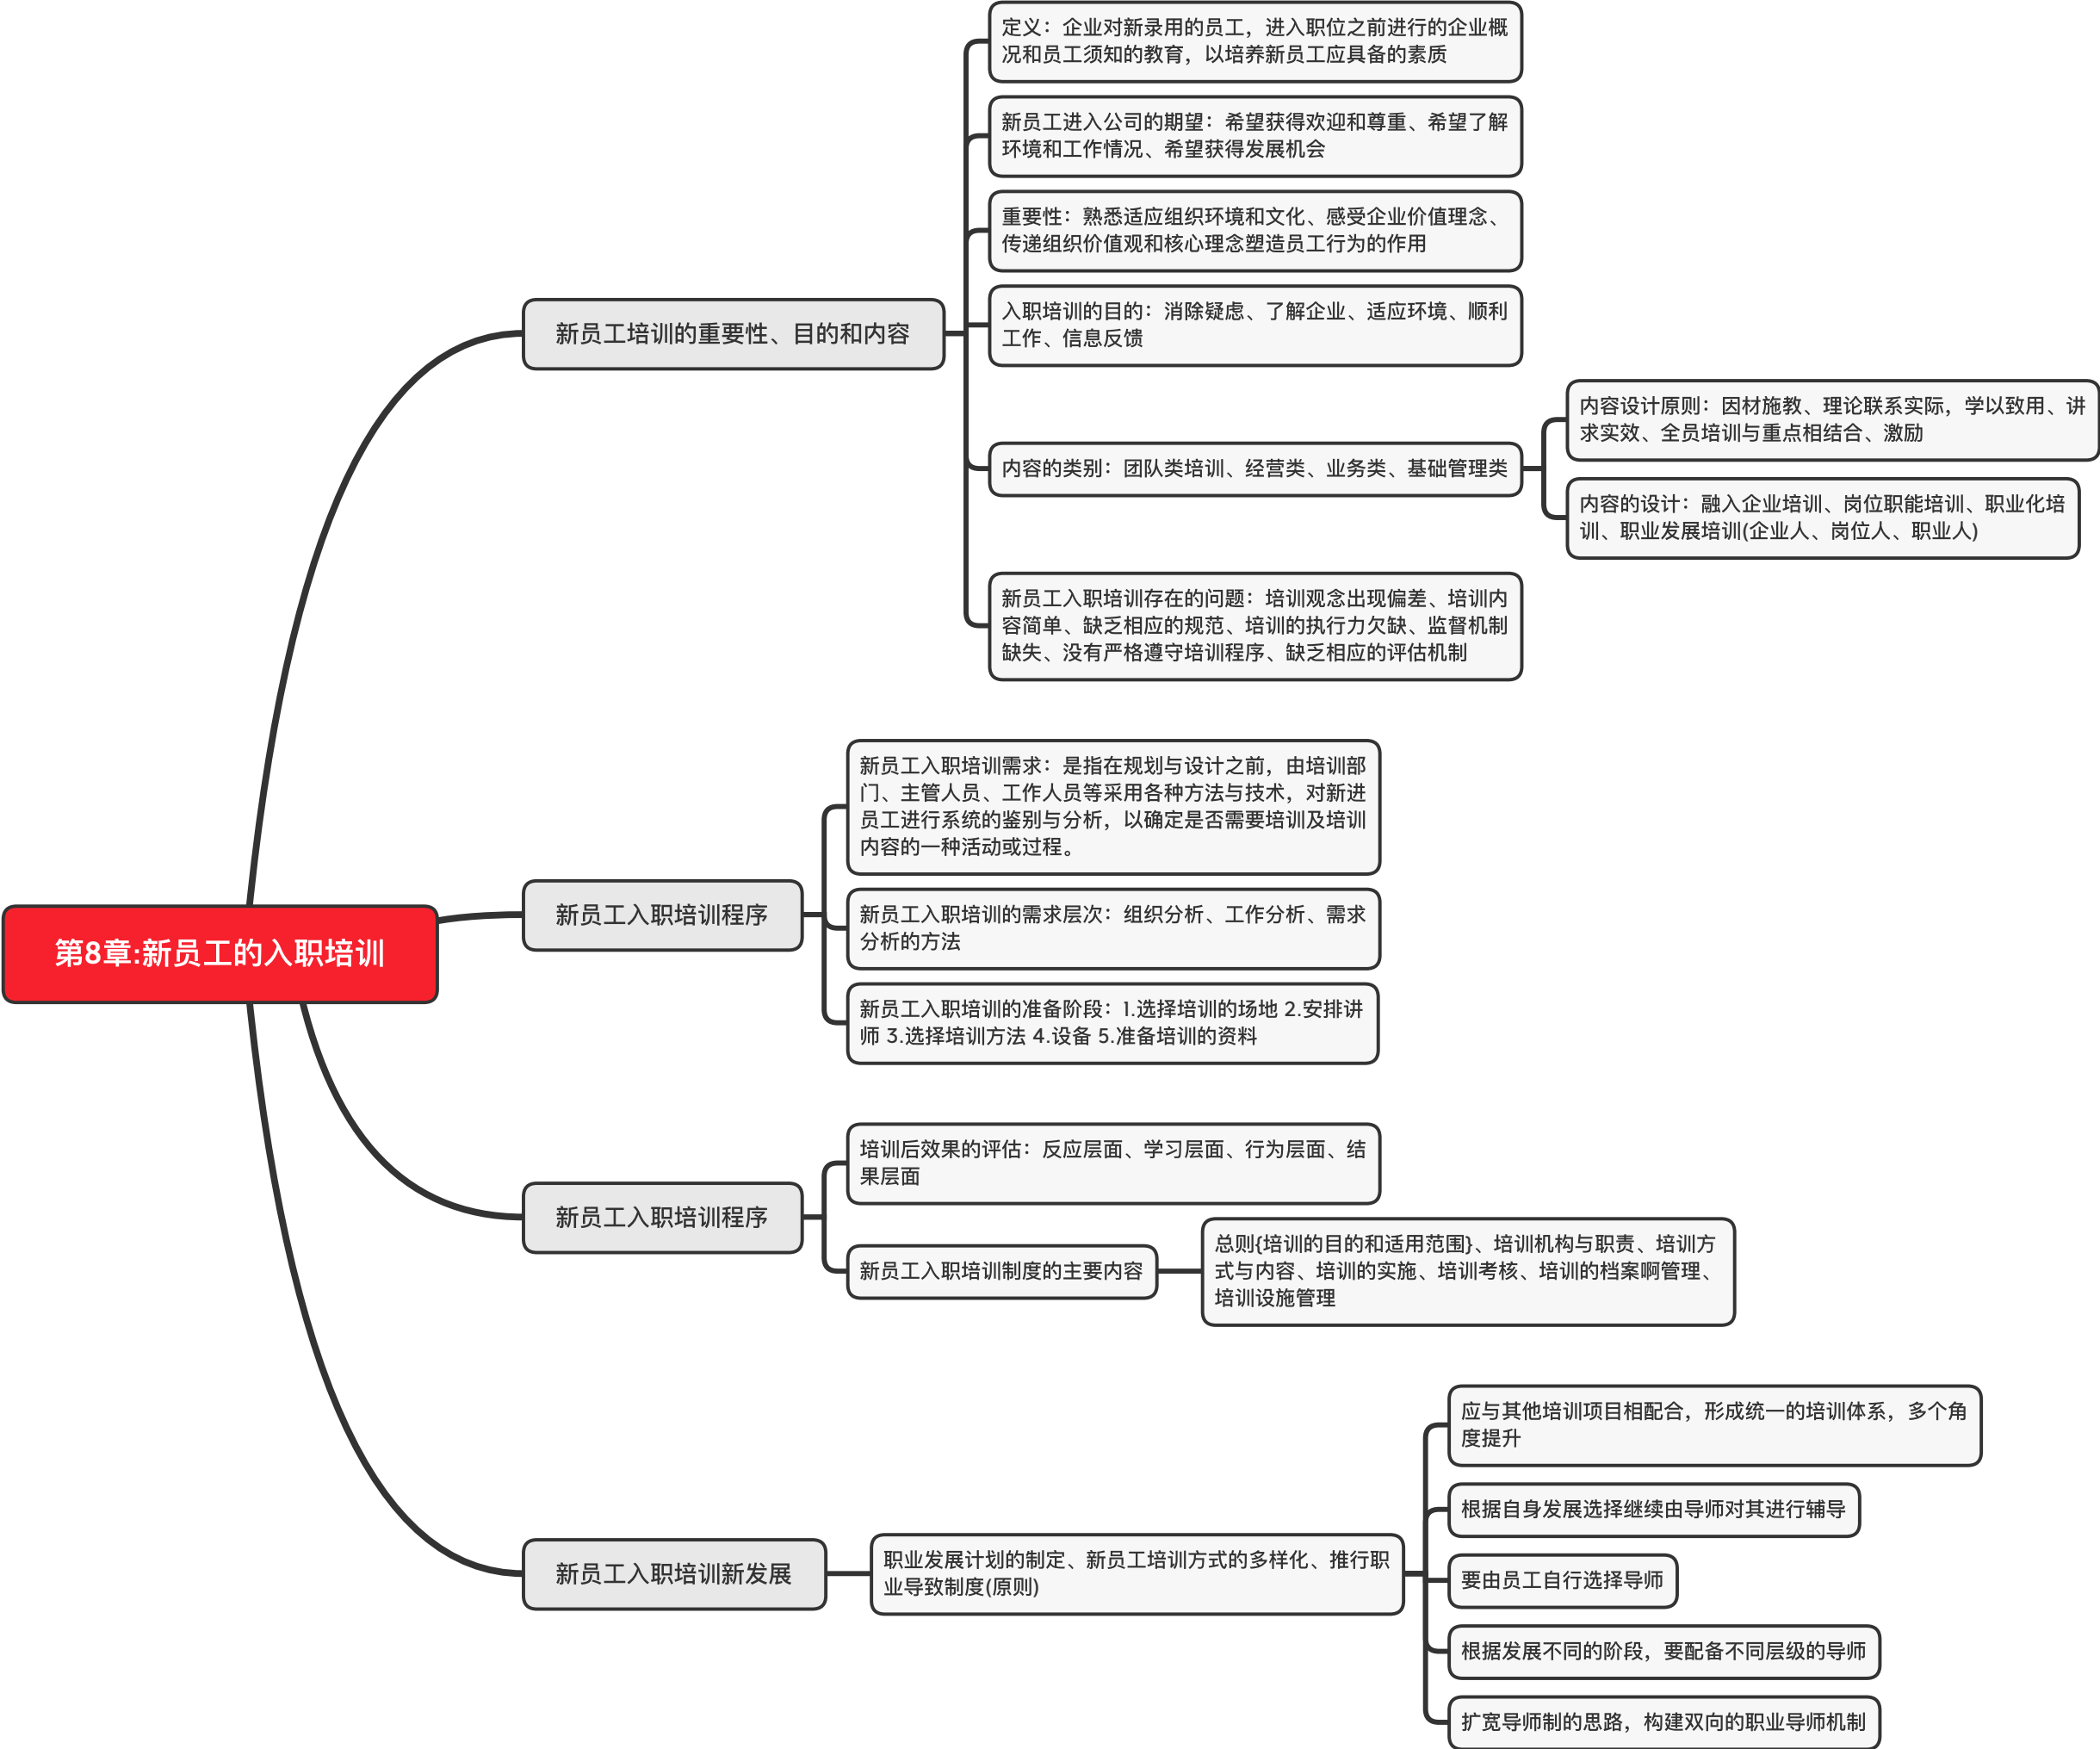 定义：企业对新录用的员工，进入职位之前进行的企业概
况和员工须知的教育，以培养新员工应具备的素质
新员工进入公司的期望：希望获得欢迎和尊重、希望了解
环境和工作情况、希望获得发展机会
重要性：熟悉适应组织环境和文化、感受企业价值理念、
传递组织价值观和核心理念塑造员工行为的作用
入职培训的目的：消除疑虑、了解企业、适应环境、顺利
工作、信息反馈
新员工培训的重要性、目的和内容
内容的类别：团队类培训、经营类、业务类、基础管理类
内容设计原则：因材施教、理论联系实际，学以致用、讲
求实效、全员培训与重点相结合、激励
内容的设计：融入企业培训、岗位职能培训、职业化培
训、职业发展培训(企业人、岗位人、职业人)
新员工入职培训存在的问题：培训观念出现偏差、培训内
容简单、缺乏相应的规范、培训的执行力欠缺、监督机制
缺失、没有严格遵守培训程序、缺乏相应的评估机制
新员工入职培训需求：是指在规划与设计之前，由培训部
门、主管人员、工作人员等采用各种方法与技术，对新进
员工进行系统的鉴别与分析，以确定是否需要培训及培训
内容的一种活动或过程。
新员工入职培训程序
新员工入职培训的需求层次：组织分析、工作分析、需求
分析的方法
第8章:新员工的入职培训
新员工入职培训的准备阶段：1.选择培训的场地 2.安排讲
师 3.选择培训方法 4.设备 5.准备培训的资料
培训后效果的评估：反应层面、学习层面、行为层面、结
果层面
新员工入职培训程序
新员工入职培训制度的主要内容
总则{培训的目的和适用范围}、培训机构与职责、培训方
式与内容、培训的实施、培训考核、培训的档案啊管理、
培训设施管理
新员工入职培训新发展
职业发展计划的制定、新员工培训方式的多样化、推行职
业导致制度(原则)
应与其他培训项目相配合，形成统一的培训体系，多个角
度提升
根据自身发展选择继续由导师对其进行辅导
要由员工自行选择导师
根据发展不同的阶段，要配备不同层级的导师
扩宽导师制的思路，构建双向的职业导师机制